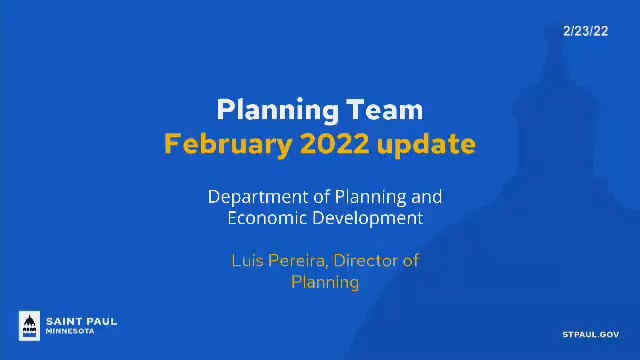 2/23/22
Planning Team
February 2022 update
Department of Planning and
Economic Development
Luis Pereira, Director of
Planning
SAINT PAUL
MINNESOTA
STPAUL.GOV